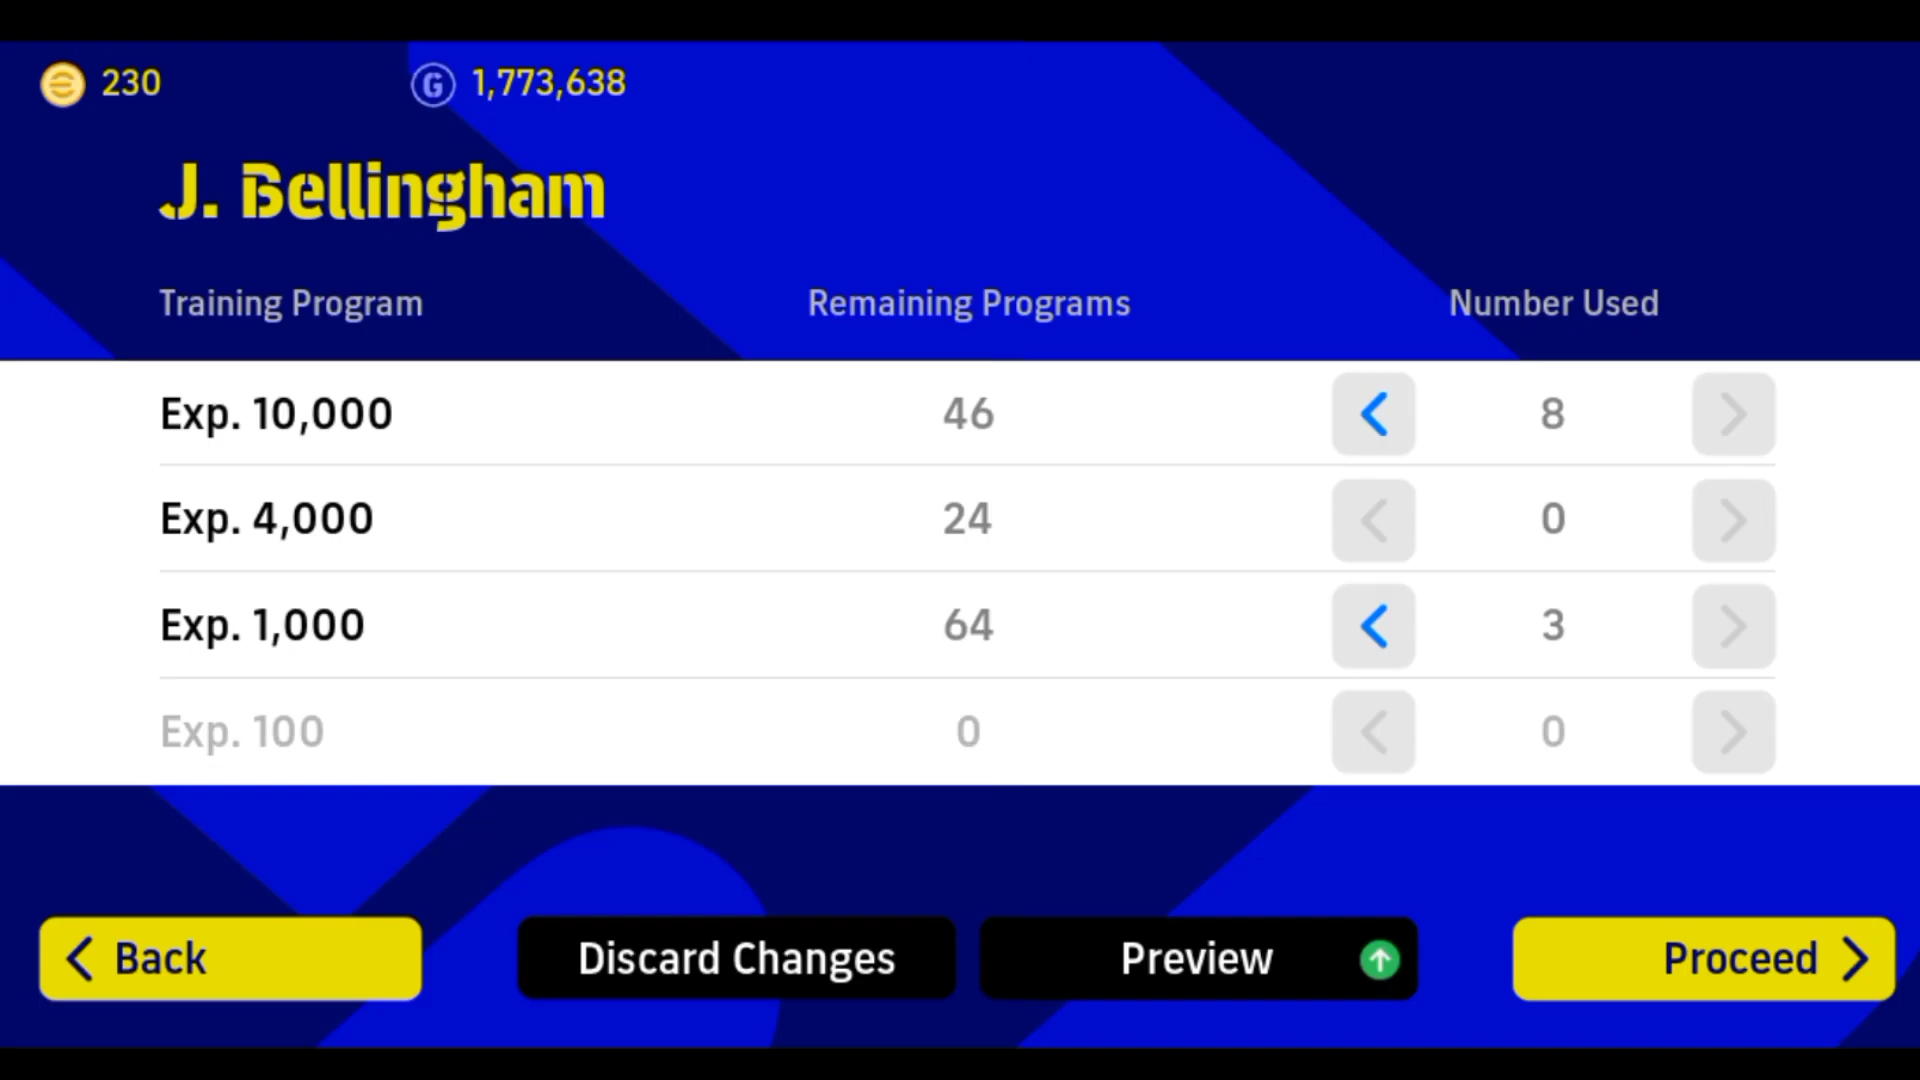 230 G 1,773,638
J. Bellingham
Training Program Remaining Programs Number Used
Exp. 10,000 46 8
Exp. 4,000 24 0
Exp. 1,000 64 3
Exp. 100 0 0
Back Discard Changes Preview Proceed